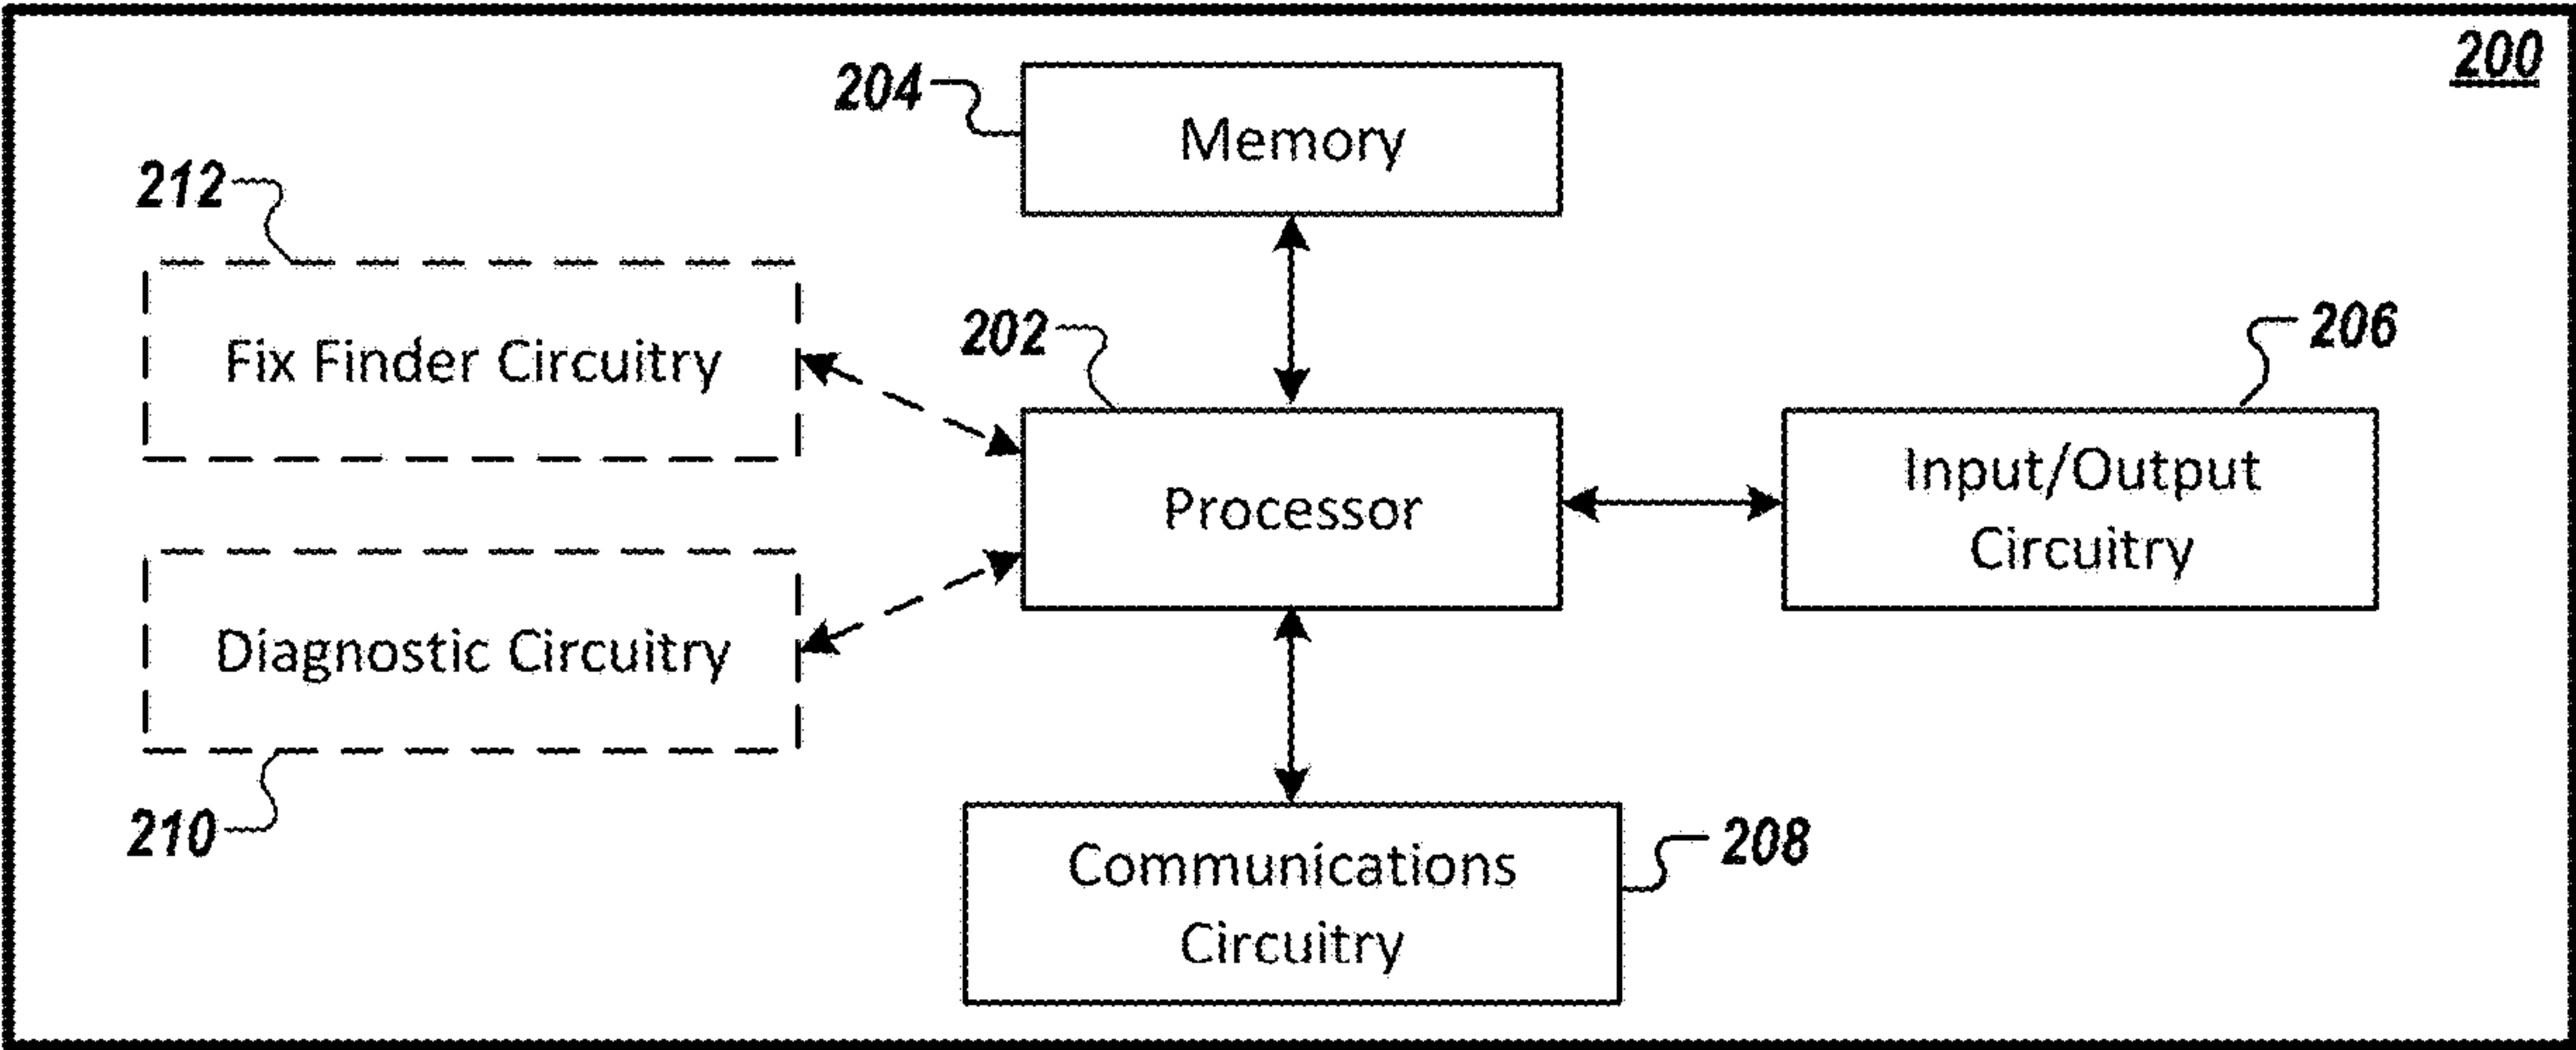 200
204
Memory
212
Fix Finder Circuitry
202
206
Processor
Input/Output
Circuitry
Diagnostic Circuitry
210
Communications
Circuitry
208